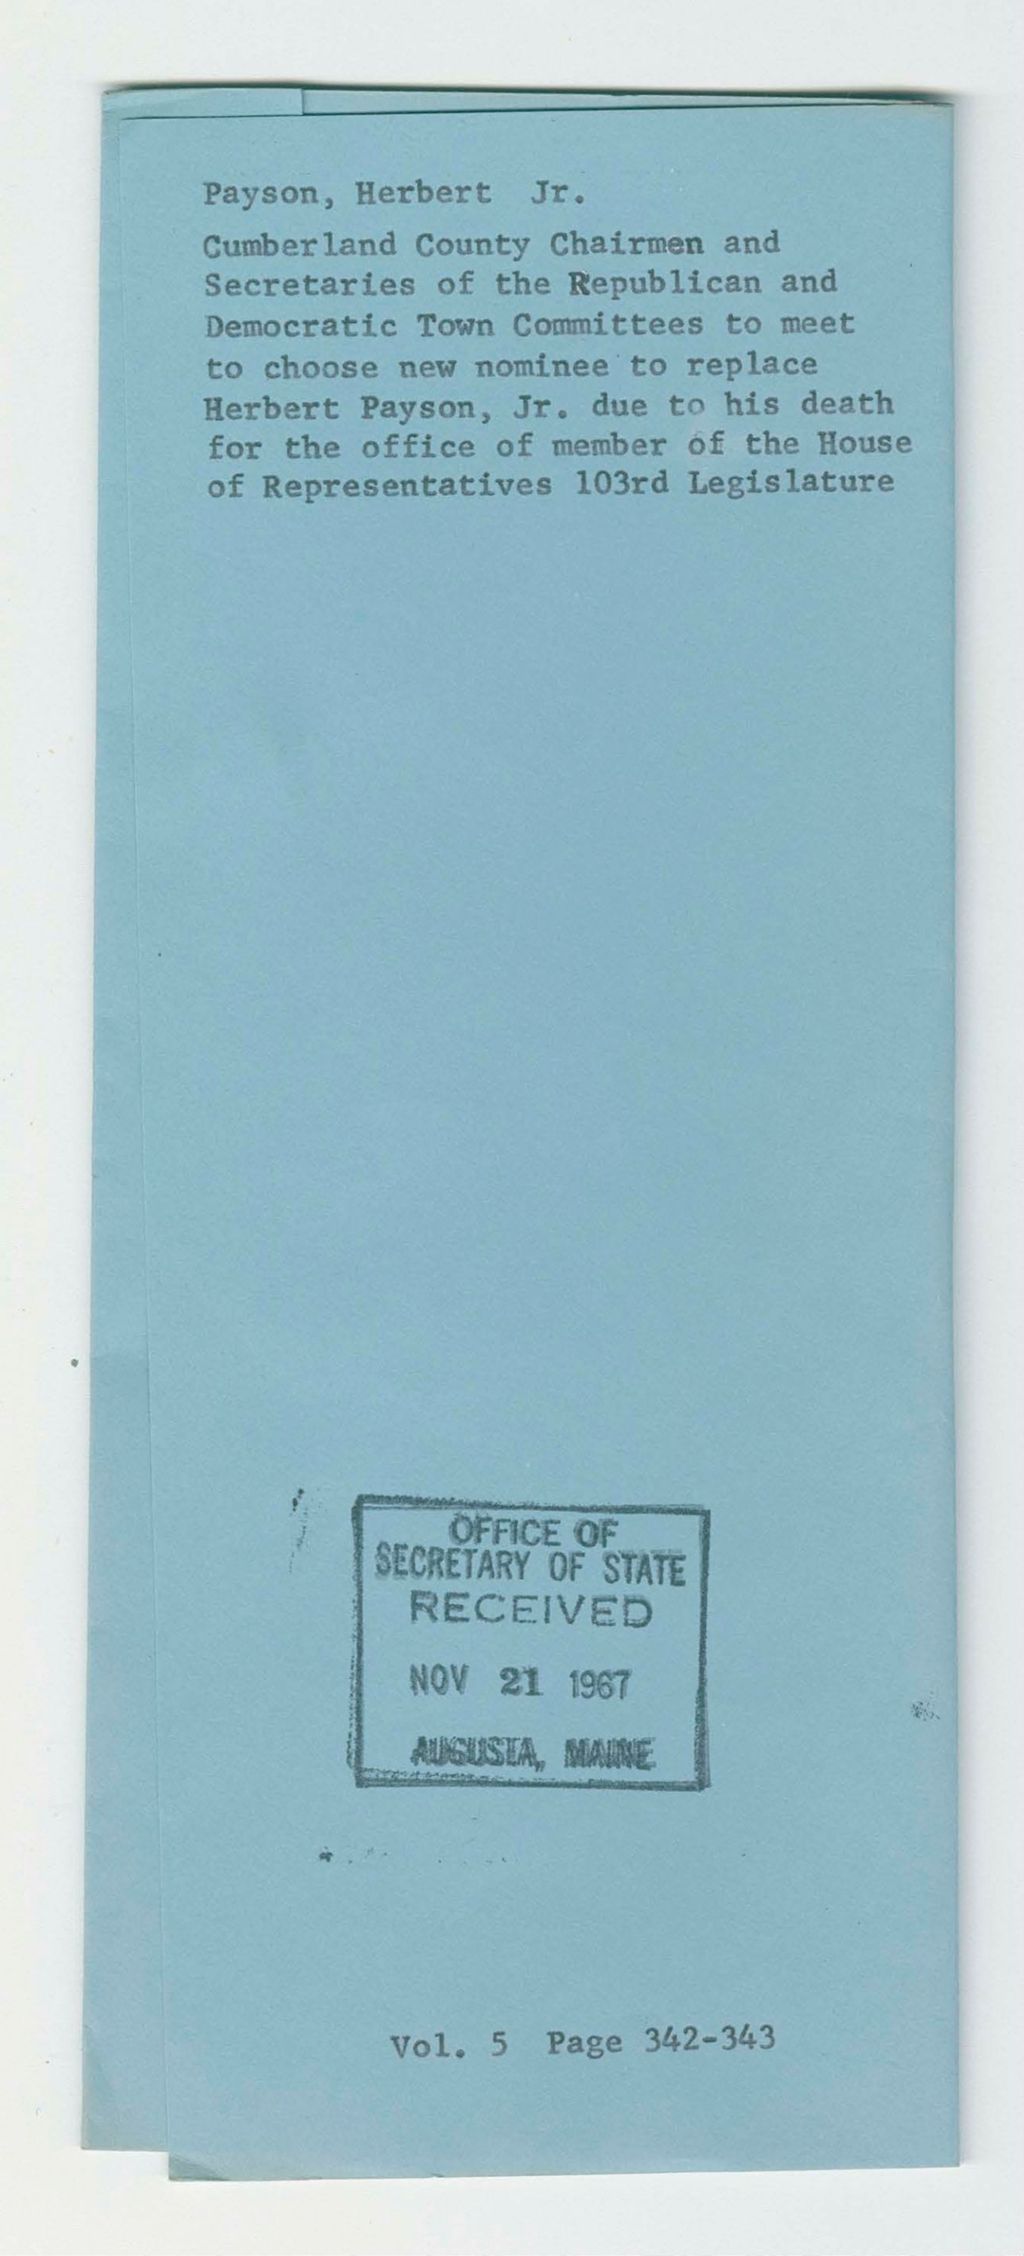 Payson, Herbert Jr.
Cumberland County Chairmen and
Secretaries of the Republican and
Democratic Town Committees to meet
to choose new nominee to replace
Herbert Payson, Jr. due to his death
for the office of member of the House
of Representatives 103rd Legislature
OFFICE OF
SECRETARY OF STATE
RECEIVED
NOV 21 1967
AUGUSTA, MAINE
Vol. 5 Page 342-343